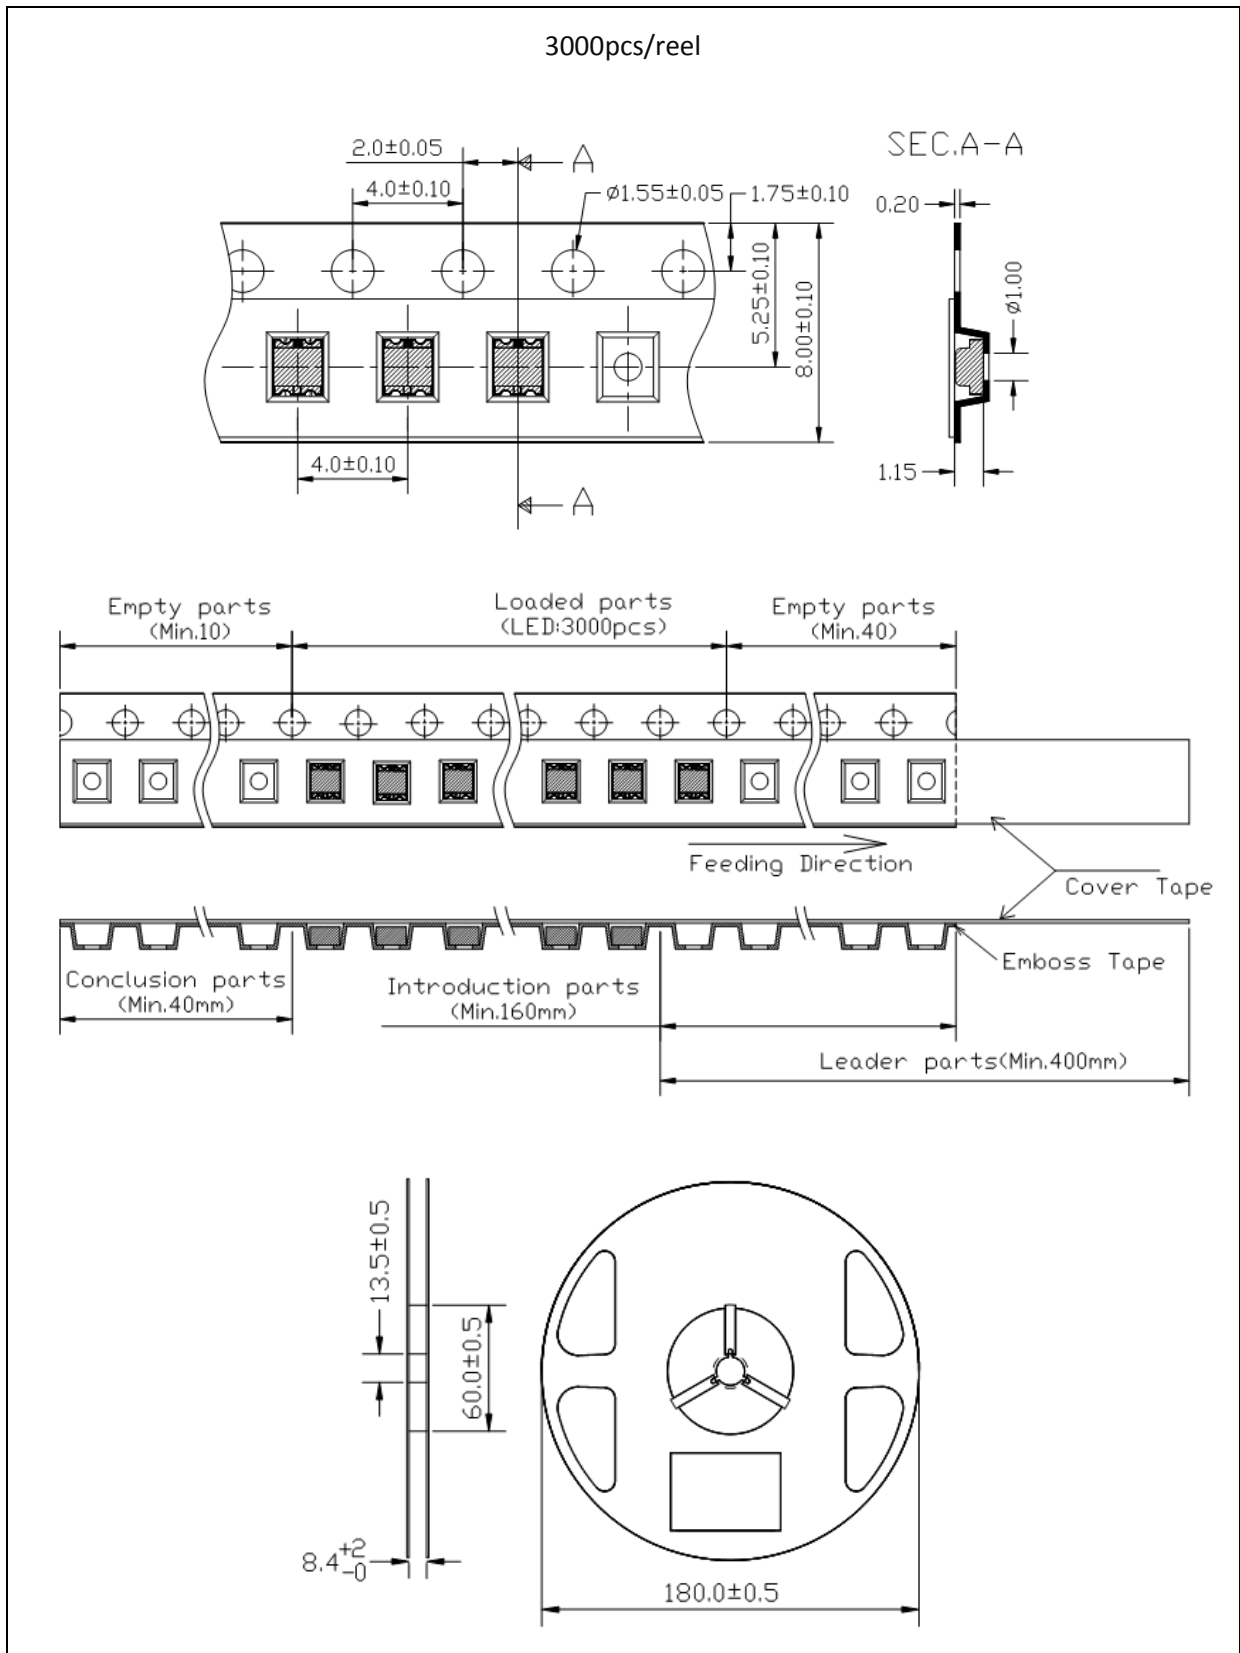 3000pcs/reel
2.0±0.05
A
SEC.A-A
4.0±0.10
ø1.55±0.05
1.75±0.10
0.20
5.25±0.10
8.00±0.10
ø1.00
4.0±0.10
1.15
A
Empty parts
(Min.10)
Loaded parts
(LED:3000pcs)
Empty parts
(Min.40)
Feeding Direction
Cover Tape
Emboss Tape
Conclusion parts
(Min.40mm)
Introduction parts
(Min.160mm)
Leader parts(Min.400mm)
13.5±0.5
60.0±0.5
8.4+2-0
180.0±0.5